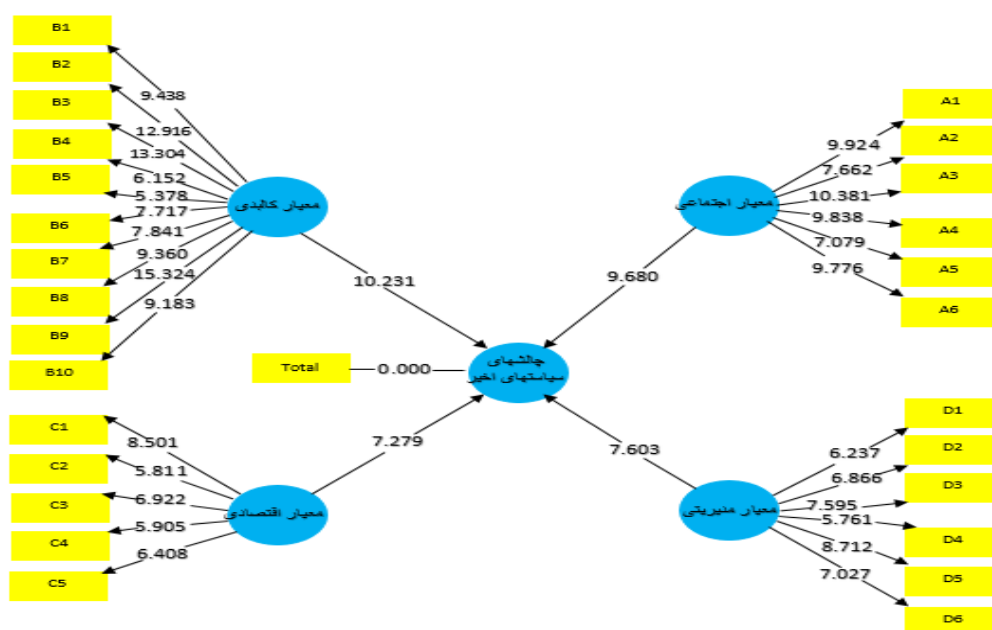 B1
B2
B3
B4
B5
B6
B7
B8
B9
B10
9.438
12.916
13.304
6.152
5.378
7.717
7.841
9.360
15.324
9.183
معیار کالبدی
10.231
A1
A2
A3
A4
A5
A6
9.924
7.662
10.381
9.838
7.079
9.776
معیار اجتماعی
9.680
Total
0.000
چالشهای
سیاستهای اخیر
C1
C2
C3
C4
C5
8.501
5.811
6.922
5.905
6.408
معیار اقتصادی
7.279
D1
D2
D3
D4
D5
D6
6.237
6.866
7.595
5.761
8.712
7.027
معیار مدیریتی
7.603